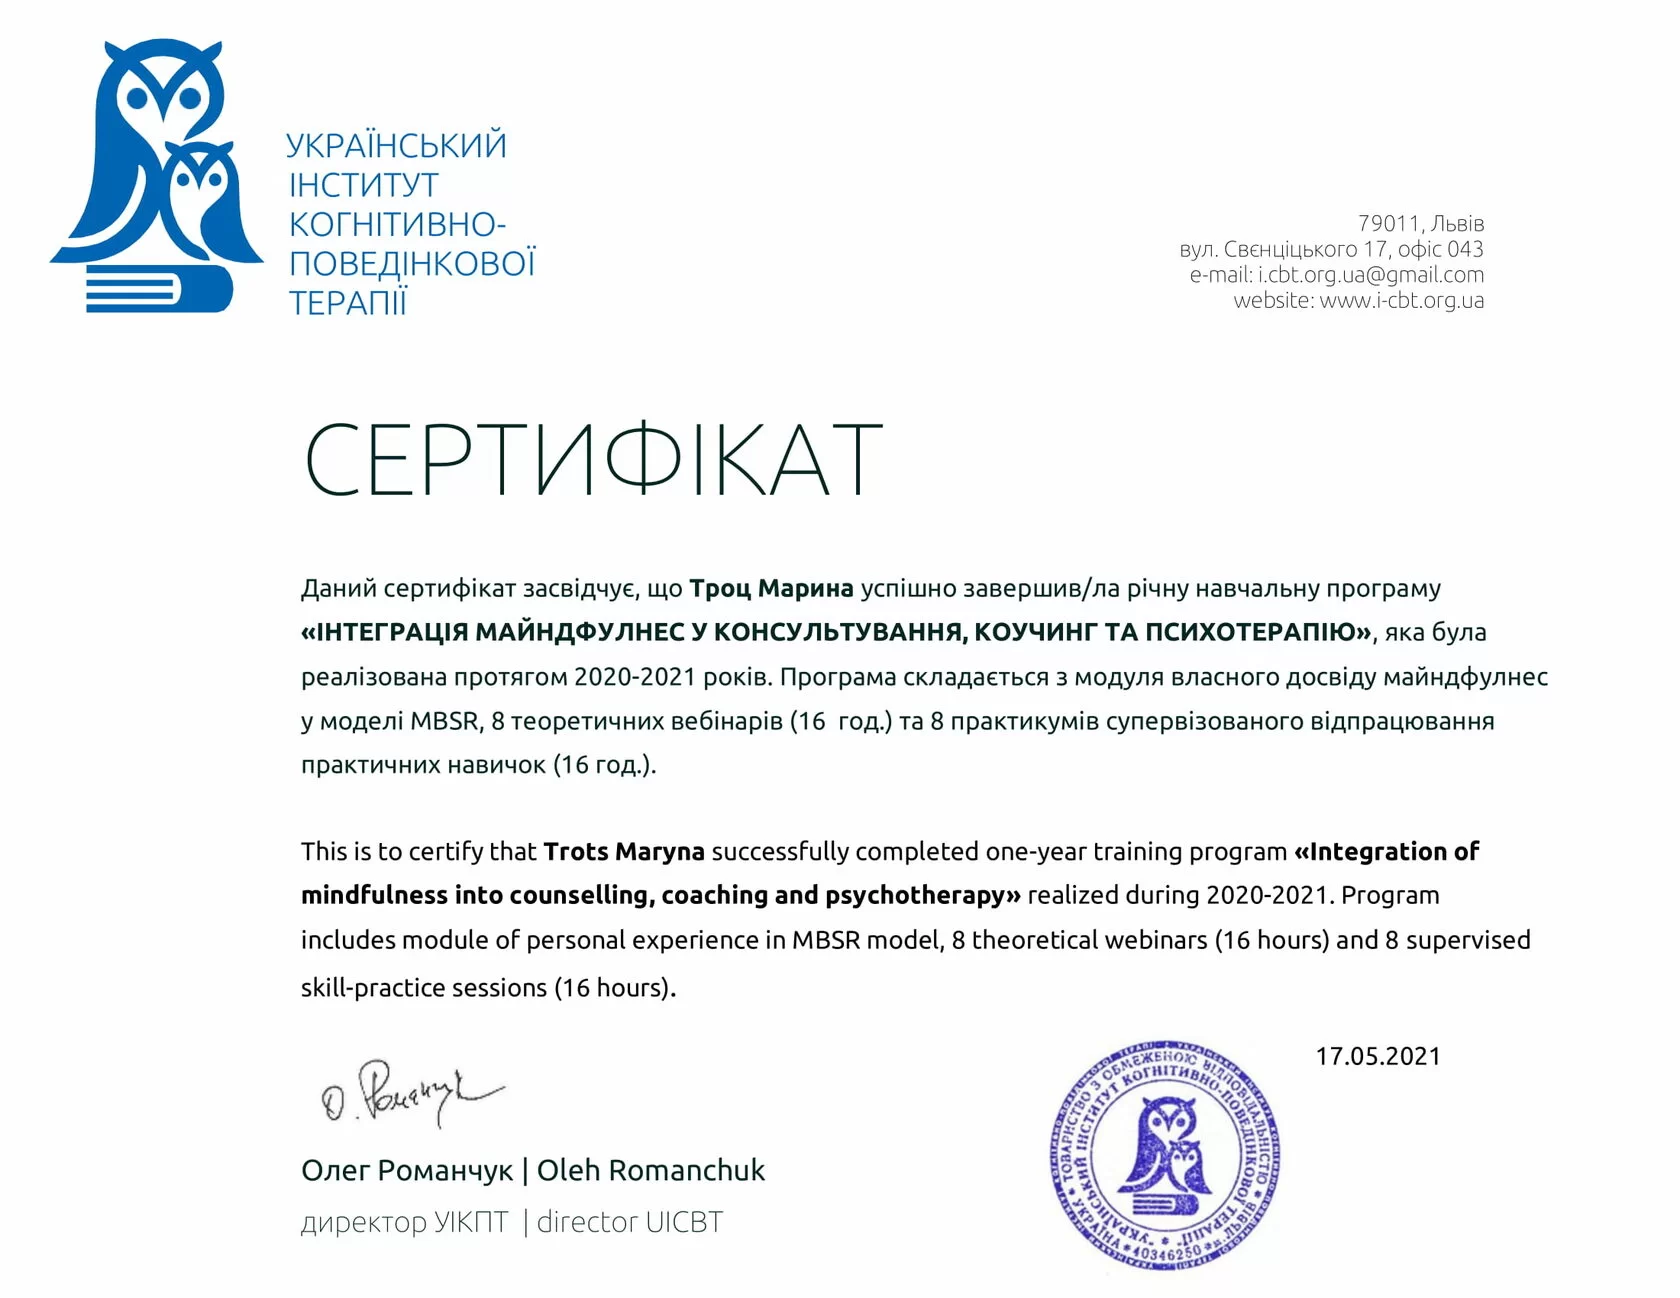 УКРАЇНСЬКИЙ
ІНСТИТУТ
КОГНІТИВНО-
ПОВЕДІНКОВОЇ
ТЕРАПІЇ
79011, Львів
вул. Свєнціцького 17, офіс 043
e-mail: i.cbt.org.ua@gmail.com
website: www.i-cbt.org.ua
СЕРТИФІКАТ
Даний сертифікат засвідчує, що Троц Марина успішно завершив/ла річну навчальну програму
«ІНТЕГРАЦІЯ МАЙНДФУЛНЕС У КОНСУЛЬТУВАННЯ, КОУЧИНГ ТА ПСИХОТЕРАПІЮ», яка була
реалізована протягом 2020-2021 років. Програма складається з модуля власного досвіду майндфулнес
у моделі MBSR, 8 теоретичних вебінарів (16 год.) та 8 практикумів супервізованого відпрацювання
практичних навичок (16 год.).
This is to certify that Trots Maryna successfully completed one-year training program «Integration of
mindfulness into counselling, coaching and psychotherapy» realized during 2020-2021. Program
includes module of personal experience in MBSR model, 8 theoretical webinars (16 hours) and 8 supervised
skill-practice sessions (16 hours).
17.05.2021
О. Романчук
Олег Романчук | Oleh Romanchuk
директор УІКПТ | director UICBT
ТОВАРИСТВО З ОБМЕЖЕНОЮ ВІДПОВІДАЛЬНІСТЮ
"УКРАЇНСЬКИЙ ІНСТИТУТ КОГНІТИВНО-ПОВЕДІНКОВОЇ ТЕРАПІЇ"
УКРАЇНА * 40346250 * м. ЛЬВІВ